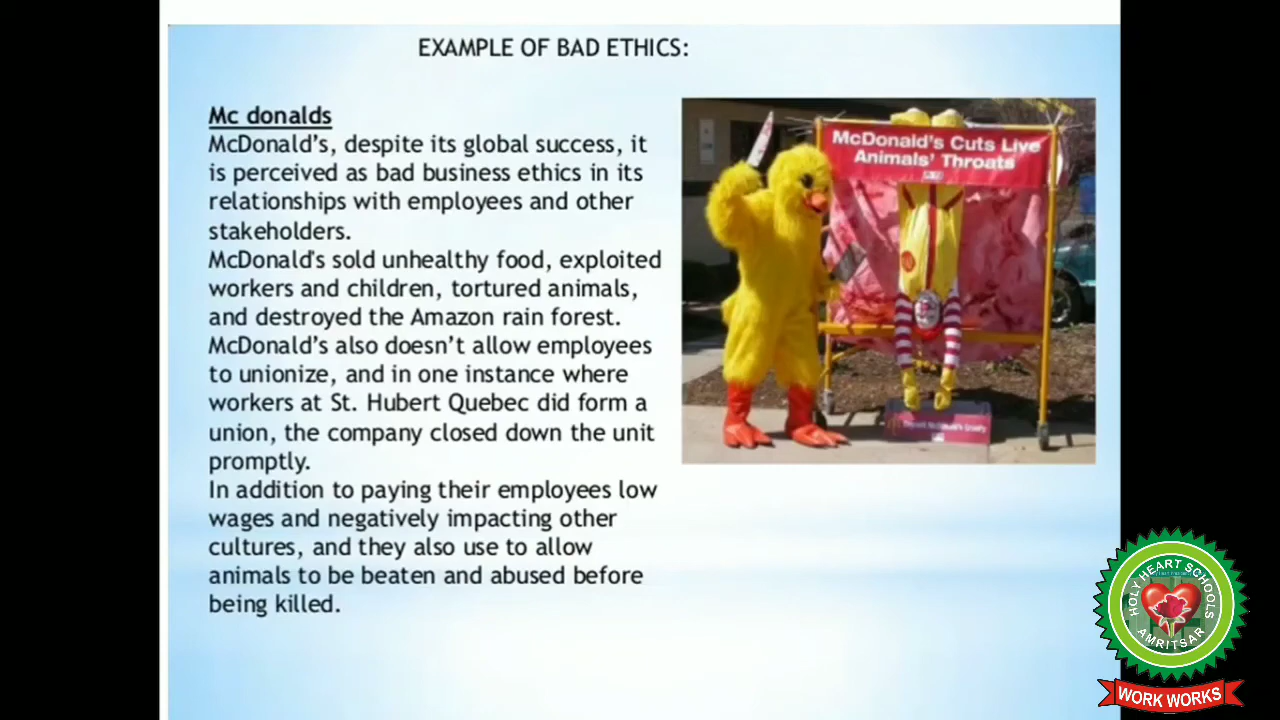 EXAMPLE OF BAD ETHICS:
Mc donalds
McDonald's, despite its global success, it
is perceived as bad business ethics in its
relationships with employees and other
stakeholders.
McDonald's sold unhealthy food, exploited
workers and children, tortured animals,
and destroyed the Amazon rain forest.
McDonald's also doesn't allow employees
to unionize, and in one instance where
workers at St. Hubert Quebec did form a
union, the company closed down the unit
promptly.
In addition to paying their employees low
wages and negatively impacting other
cultures, and they also use to allow
animals to be beaten and abused before
being killed.
McDonald's Cuts Live
Animals' Throats
HOLY HEART SCHOOLS
AMRITSAR
WORK WORKS